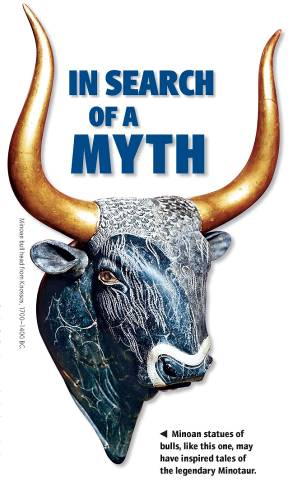 IN SEARCH
OF A
MYTH
Minoan bull head from Knossos, 1700–1400 BC.
◀ Minoan statues of
bulls, like this one, may
have inspired tales of
the legendary Minotaur.